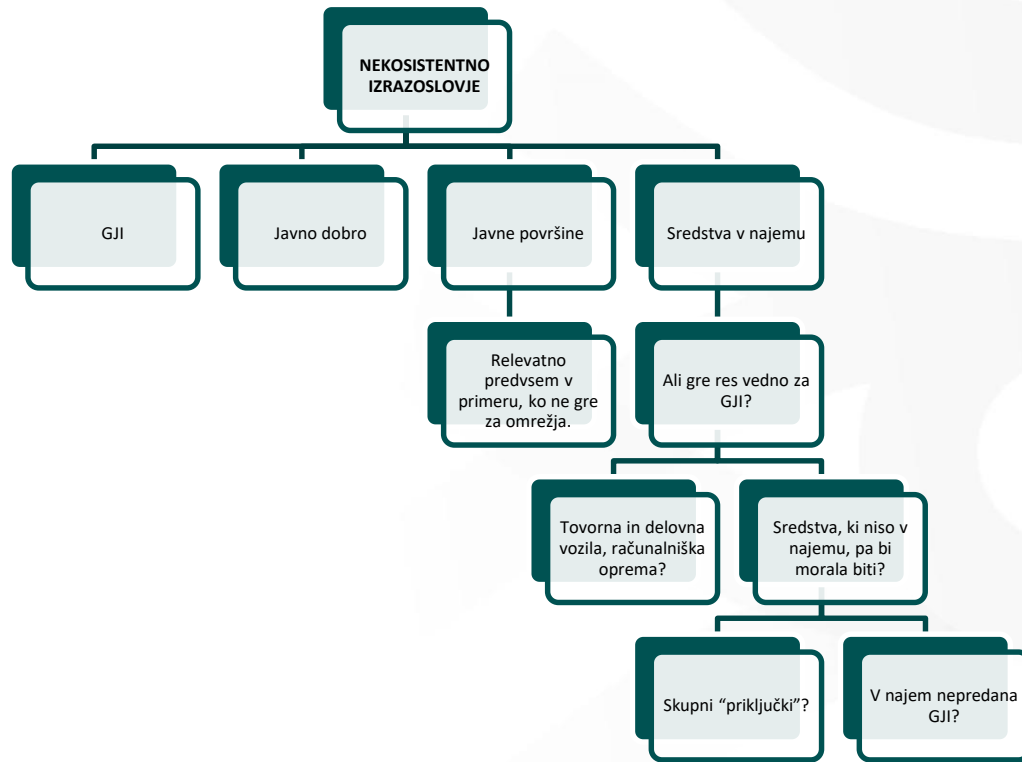 NEKOSISTENTNO
IZRAZOSLOVJE
GJI
Javno dobro
Javne površine
Sredstva v najemu
Relevatno
predvsem v
primeru, ko ne gre
za omrežja.
Ali gre res vedno za
GJI?
Tovorna in delovna
vozila, računalniška
oprema?
Sredstva, ki niso v
najemu, pa bi
morala biti?
Skupni “priključki”?
V najem nepredana
GJI?